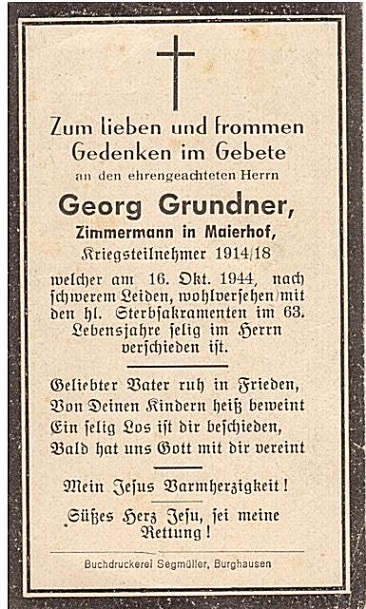 Zum lieben und frommen
Gedenken im Gebete
an den ehrengeachteten Herrn
Georg Grundner,
Zimmermann in Maierhof,
Kriegsteilnehmer 1914/18
welcher am 16. Okt. 1944, nach
schwerem Leiden, wohlversehen mit
den hl. Sterbsakramenten im 63.
Lebensjahre selig im Herrn
verschieden ist.
Geliebter Vater ruh in Frieden,
Von Deinen Kindern heiß beweint
Ein selig Los ist dir beschieden,
Bald hat uns Gott mit dir vereint
Mein Jesus Barmherzigkeit!
Süßes Herz Jesu, sei meine
Rettung!
Buchdruckerei Segmüller, Burghausen